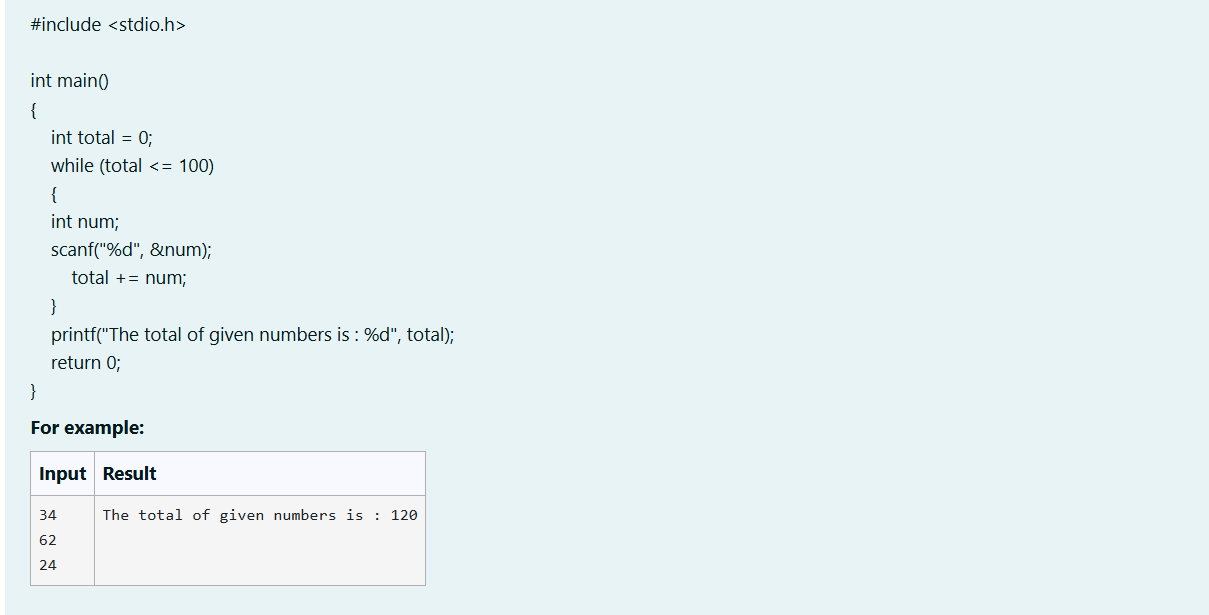 #include <stdio.h>
int main()
{
int total = 0;
while (total <= 100)
{
int num;
scanf("%d", &num);
total += num;
}
printf("The total of given numbers is : %d", total);
return 0;
}
For example:
Input Result
34 The total of given numbers is : 120
62
24